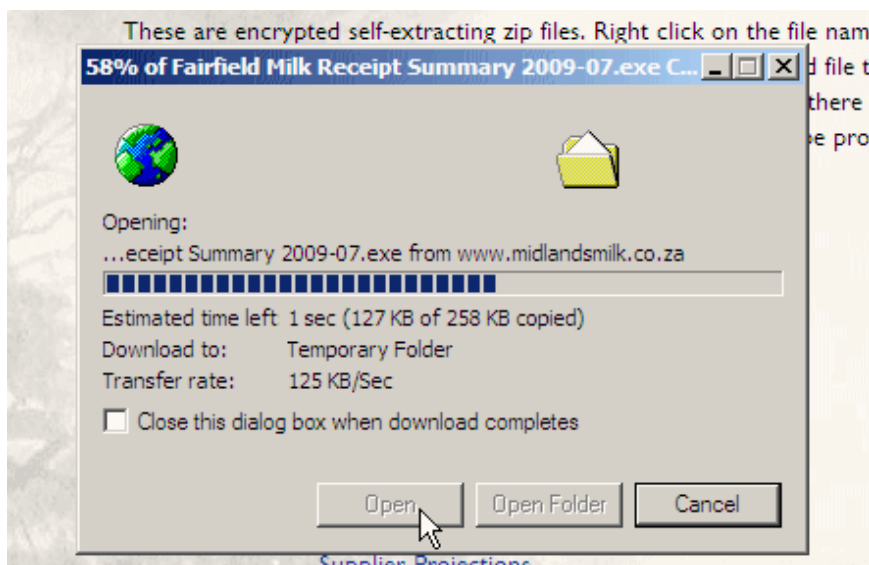 These are encrypted self-extracting zip files. Right click on the file nam
58% of Fairfield Milk Receipt Summary 2009-07.exe C...
d file t
there
be pro
Opening:
...eceipt Summary 2009-07.exe from www.midlandsmilk.co.za
Estimated time left 1 sec (127 KB of 258 KB copied)
Download to: Temporary Folder
Transfer rate: 125 KB/Sec
Close this dialog box when download completes
Open Open Folder Cancel
Supplier Projections